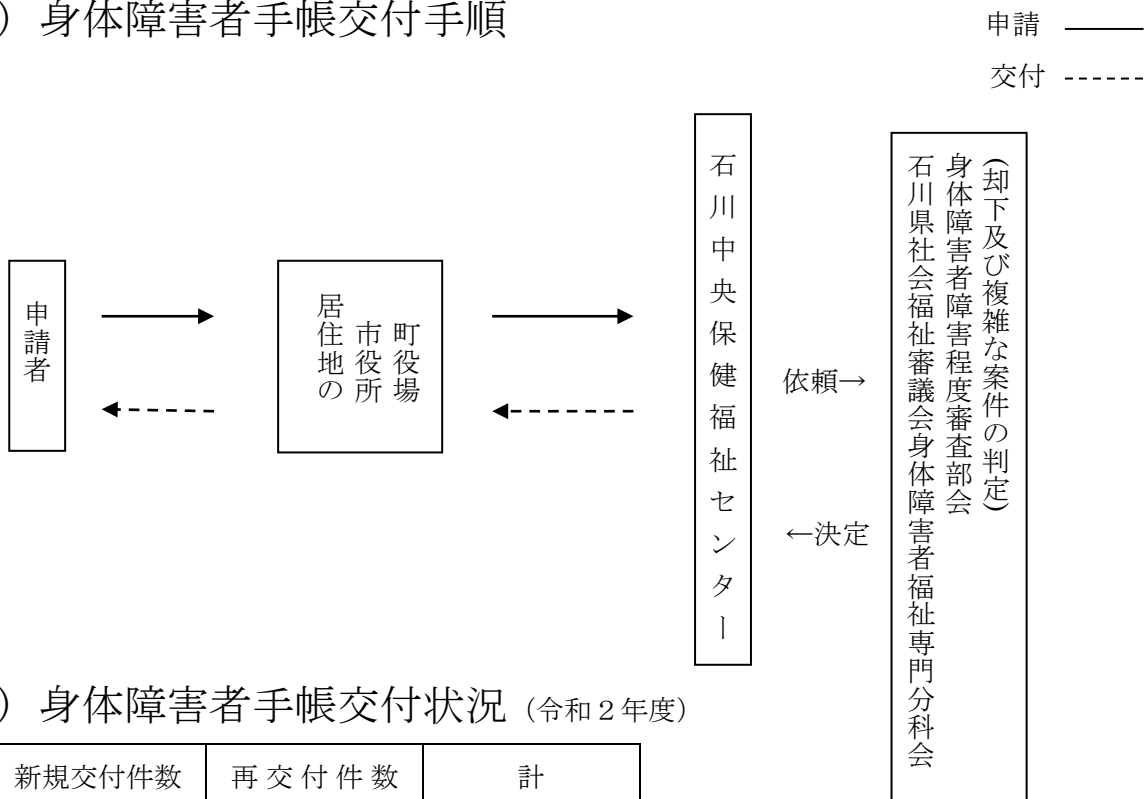 ) 身体障害者手帳交付手順
申請
交付
申請者
居住地の
市役所
町役場
石川中央保健福祉センター
依頼→
←決定
(却下及び複雑な案件の判定)
身体障害者障害程度審査部会
石川県社会福祉審議会身体障害者福祉専門分科会
) 身体障害者手帳交付状況 (令和2年度)
新規交付件数 再交付件数 計